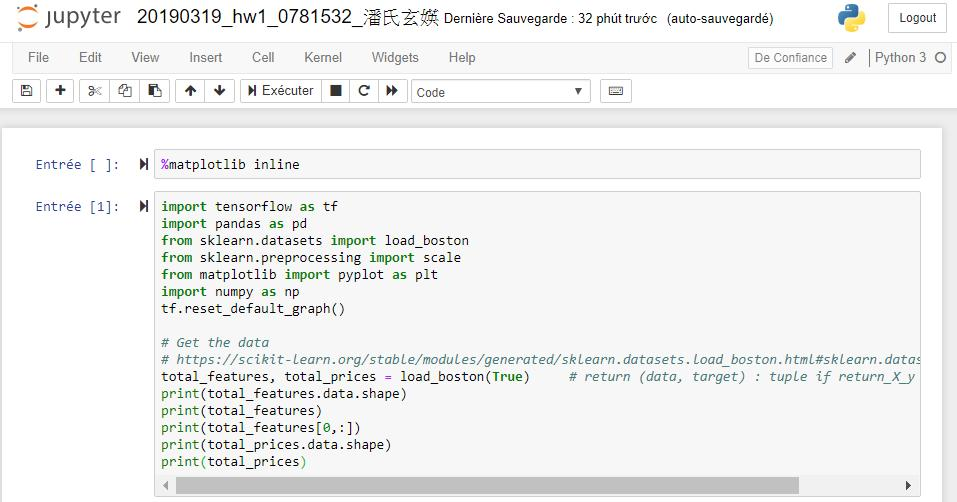 jupyter 20190319_hw1_0781532_潘氏玄媖 Dernière Sauvegarde : 32 phút trước (auto-sauvegardé) Logout
File Edit View Insert Cell Kernel Widgets Help De Confiance Python 3
Exécuter Code
Entrée [ ]: %matplotlib inline
Entrée [1]: import tensorflow as tf
import pandas as pd
from sklearn.datasets import load_boston
from sklearn.preprocessing import scale
from matplotlib import pyplot as plt
import numpy as np
tf.reset_default_graph()
# Get the data
# https://scikit-learn.org/stable/modules/generated/sklearn.datasets.load_boston.html#sklearn.datas
total_features, total_prices = load_boston(True)     # return (data, target) : tuple if return_X_y
print(total_features.data.shape)
print(total_features)
print(total_features[0,:])
print(total_prices.data.shape)
print(total_prices)